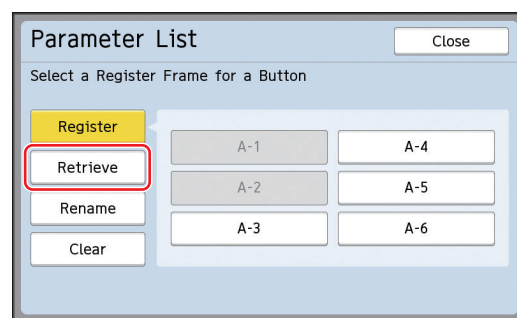 Parameter List
Close
Select a Register Frame for a Button
Register
Retrieve
Rename
Clear
A-1
A-4
A-2
A-5
A-3
A-6